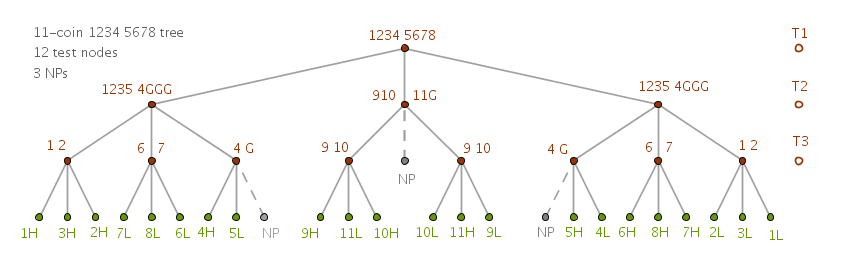 11-coin 1234 5678 tree
12 test nodes
3 NPs
1234 5678
T1
1235 4GGG
910 11G
1235 4GGG
T2
1 2
6 7
4 G
9 10
9 10
4 G
6 7
1 2
T3
NP
1H 3H 2H 7L 8L 6L 4H 5L NP 9H 11L 10H 10L 11H 9L NP 5H 4L 6H 8H 7H 2L 3L 1L